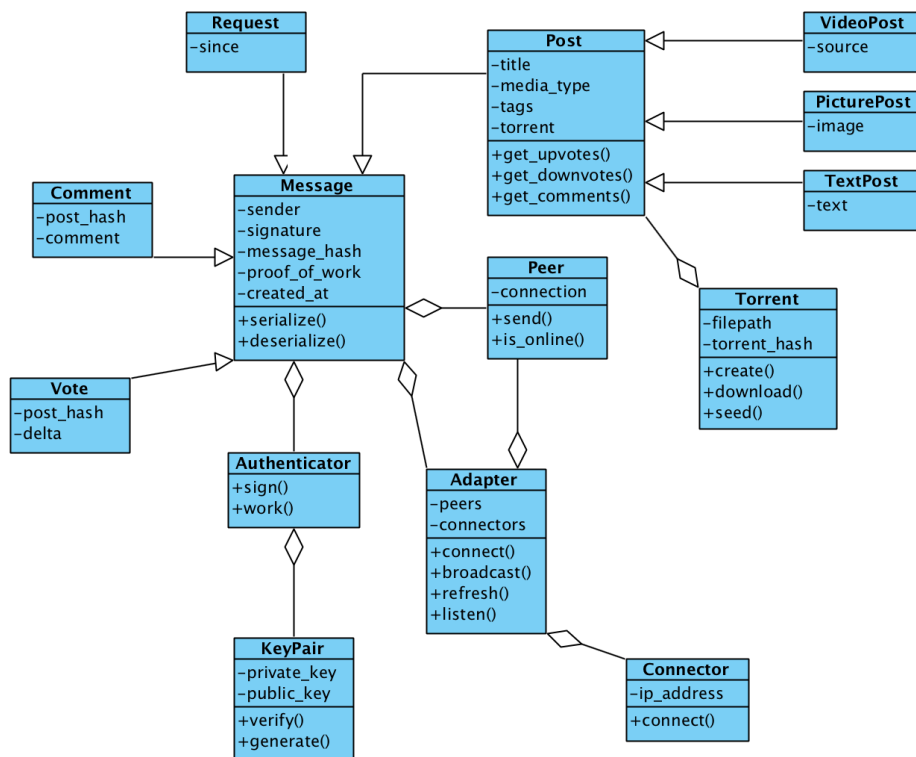 Request
-since
Post
-title
-media_type
-tags
-torrent
+get_upvotes()
+get_downvotes()
+get_comments()
VideoPost
-source
PicturePost
-image
TextPost
-text
Comment
-post_hash
-comment
Message
-sender
-signature
-message_hash
-proof_of_work
-created_at
+serialize()
+deserialize()
Peer
-connection
+send()
+is_online()
Torrent
-filepath
-torrent_hash
+create()
+download()
+seed()
Vote
-post_hash
-delta
Authenticator
+sign()
+work()
Adapter
-peers
-connectors
+connect()
+broadcast()
+refresh()
+listen()
KeyPair
-private_key
-public_key
+verify()
+generate()
Connector
-ip_address
+connect()